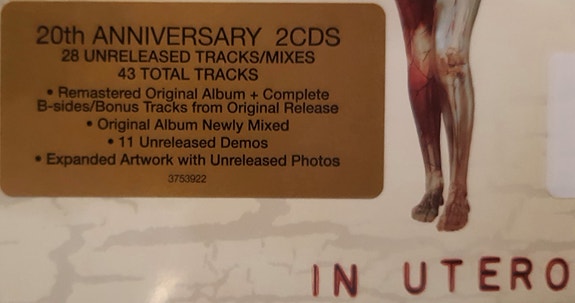 20th ANNIVERSARY 2CDS
28 UNRELEASED TRACKS/MIXES
43 TOTAL TRACKS
• Remastered Original Album + Complete
B-sides/Bonus Tracks from Original Release
• Original Album Newly Mixed
• 11 Unreleased Demos
• Expanded Artwork with Unreleased Photos
3753922
IN UTERO